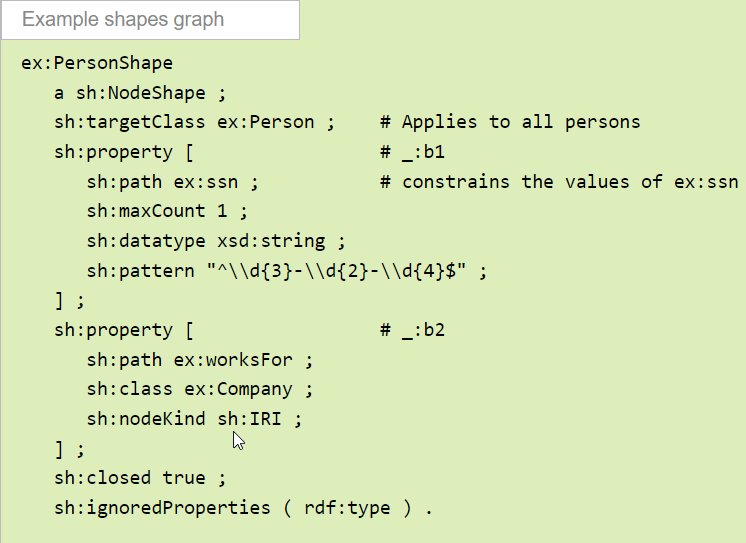 Example shapes graph
ex:PersonShape
a sh:NodeShape ;
sh:targetClass ex:Person ;    # Applies to all persons
sh:property [                 # _:b1
sh:path ex:ssn ;           # constrains the values of ex:ssn
sh:maxCount 1 ;
sh:datatype xsd:string ;
sh:pattern "^\\d{3}-\\d{2}-\\d{4}$" ;
] ;
sh:property [                 # _:b2
sh:path ex:worksFor ;
sh:class ex:Company ;
sh:nodeKind sh:IRI ;
] ;
sh:closed true ;
sh:ignoredProperties ( rdf:type ) .